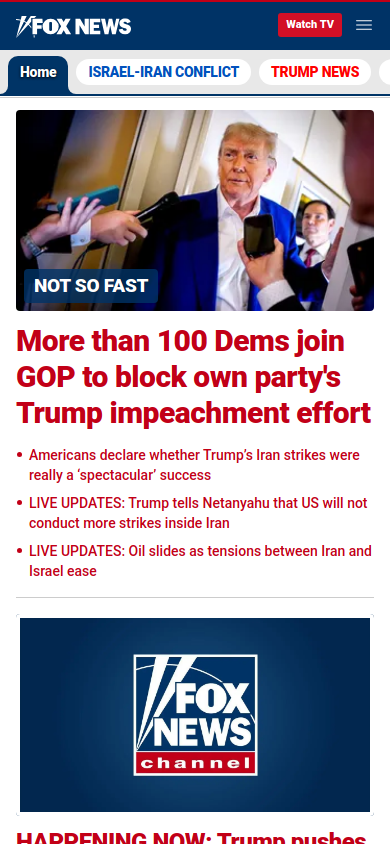 FOX NEWS
Watch TV
Home
ISRAEL-IRAN CONFLICT
TRUMP NEWS
NOT SO FAST
More than 100 Dems join
GOP to block own party's
Trump impeachment effort
Americans declare whether Trump's Iran strikes were
really a ‘spectacular’ success
LIVE UPDATES: Trump tells Netanyahu that US will not
conduct more strikes inside Iran
LIVE UPDATES: Oil slides as tensions between Iran and
Israel ease
FOX
NEWS
channel
HAPPENING NOW: Trump pushes